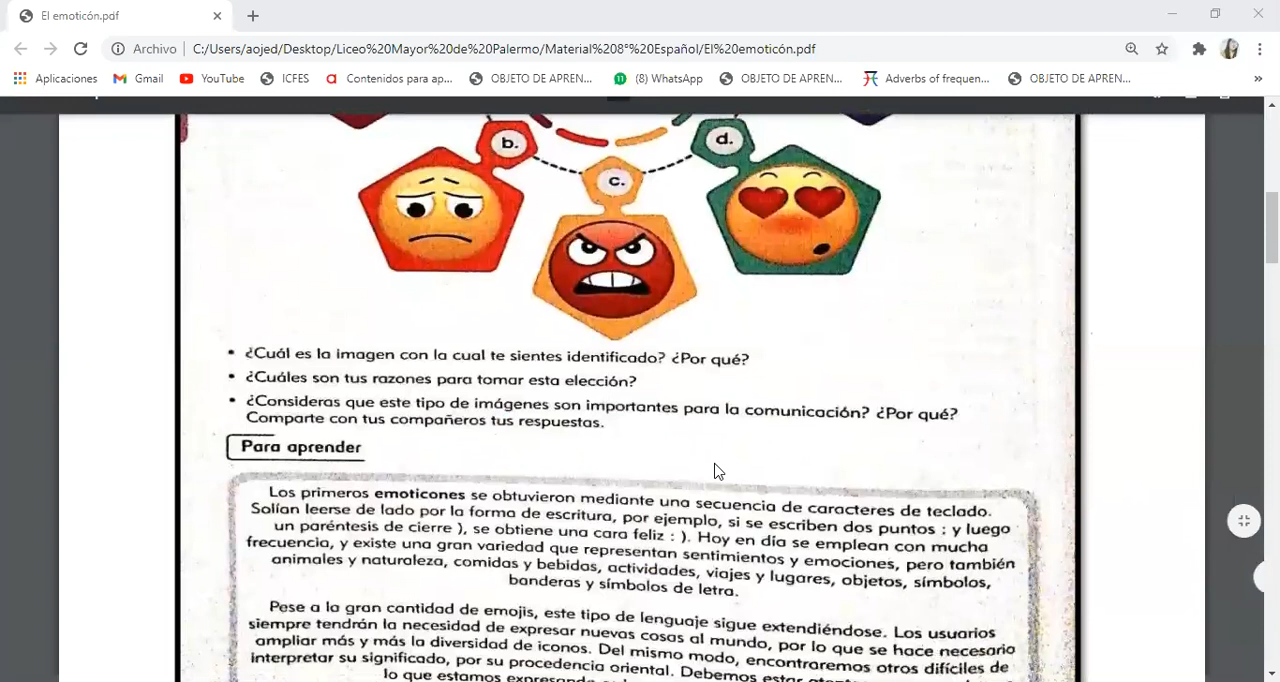 El emoticón.pdf
Archivo C:/Users/aojed/Desktop/Liceo%20Mayor%20de%20Palermo/Material%208°%20Español/El%20emoticón.pdf
Aplicaciones Gmail YouTube ICFES Contenidos para ap... OBJETO DE APREN... (8) WhatsApp OBJETO DE APREN... Adverbs of frequen... OBJETO DE APREN... »
b. d.
c.
• ¿Cuál es la imagen con la cual te sientes identificado? ¿Por qué?
• ¿Cuáles son tus razones para tomar esta elección?
• ¿Consideras que este tipo de imágenes son importantes para la comunicación? ¿Por qué?
Comparte con tus compañeros tus respuestas.
Para aprender
Los primeros emoticones se obtuvieron mediante una secuencia de caracteres de teclado.
Solían leerse de lado por la forma de escritura, por ejemplo, si se escriben dos puntos : y luego
un paréntesis de cierre ), se obtiene una cara feliz : ). Hoy en día se emplean con mucha
frecuencia, y existe una gran variedad que representan sentimientos y emociones, pero también
animales y naturaleza, comidas y bebidas, actividades, viajes y lugares, objetos, símbolos,
banderas y símbolos de letra.
Pese a la gran cantidad de emojis, este tipo de lenguaje sigue extendiéndose. Los usuarios
siempre tendrán la necesidad de expresar nuevas cosas al mundo, por lo que se hace necesario
ampliar más y más la diversidad de iconos. Del mismo modo, encontraremos otros difíciles de
interpretar su significado, por su procedencia oriental. Debemos estar
lo que estamos expresando